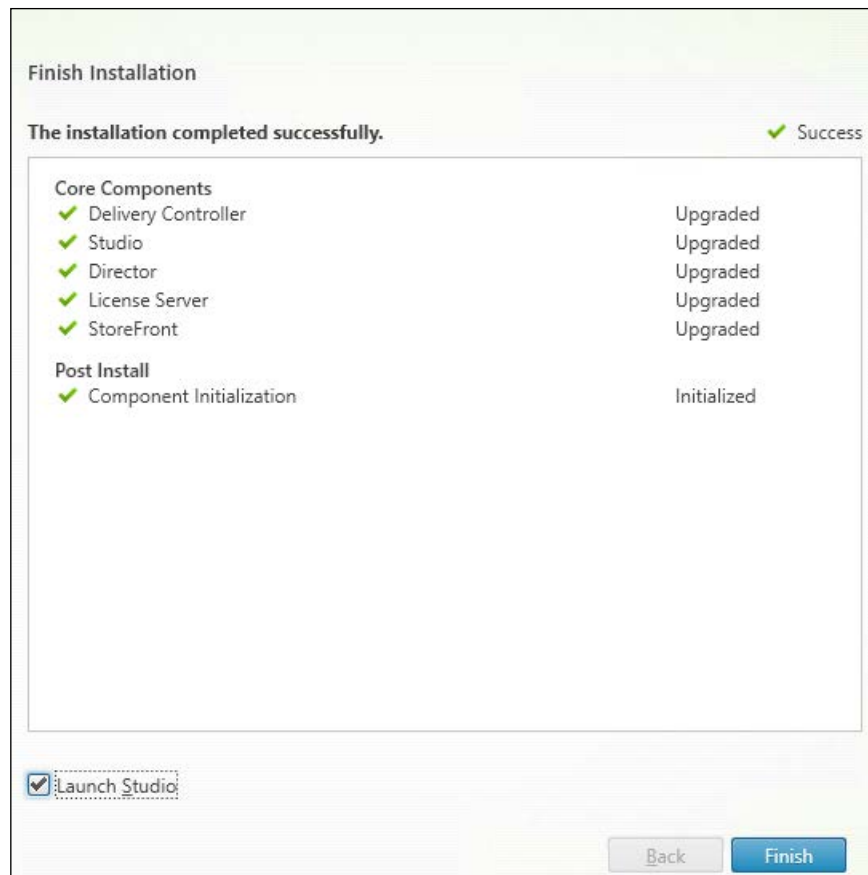 Finish Installation
The installation completed successfully. Success
Core Components
Delivery Controller Upgraded
Studio Upgraded
Director Upgraded
License Server Upgraded
StoreFront Upgraded
Post Install
Component Initialization Initialized
Launch Studio
Back Finish